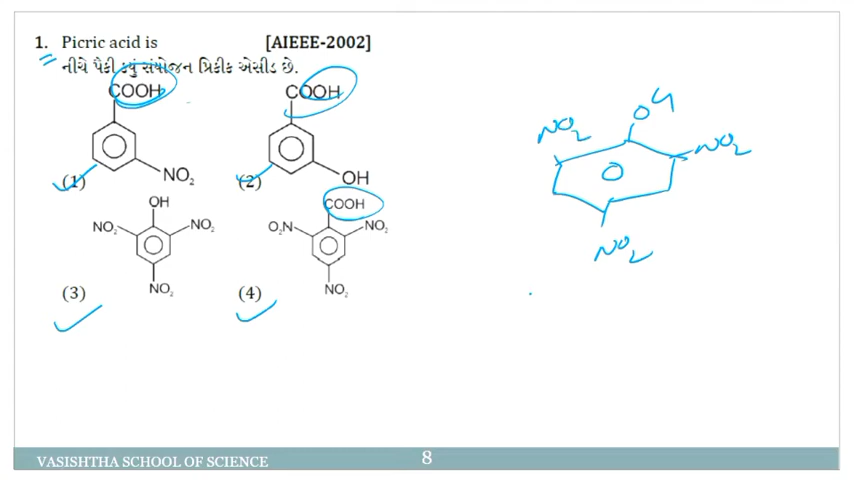 1. Picric acid is [AIEEE-2002]
નીચે પૈકી ક્યું સંયોજન પ્રિકીક એસીડ છે.
COOH
NO2
(1)
COOH
OH
(2)
OH
NO2
NO2
NO2
(3)
COOH
O2N
NO2
NO2
(4)
OH
NO2
NO2
NO2
VASISHTHA SCHOOL OF SCIENCE
8